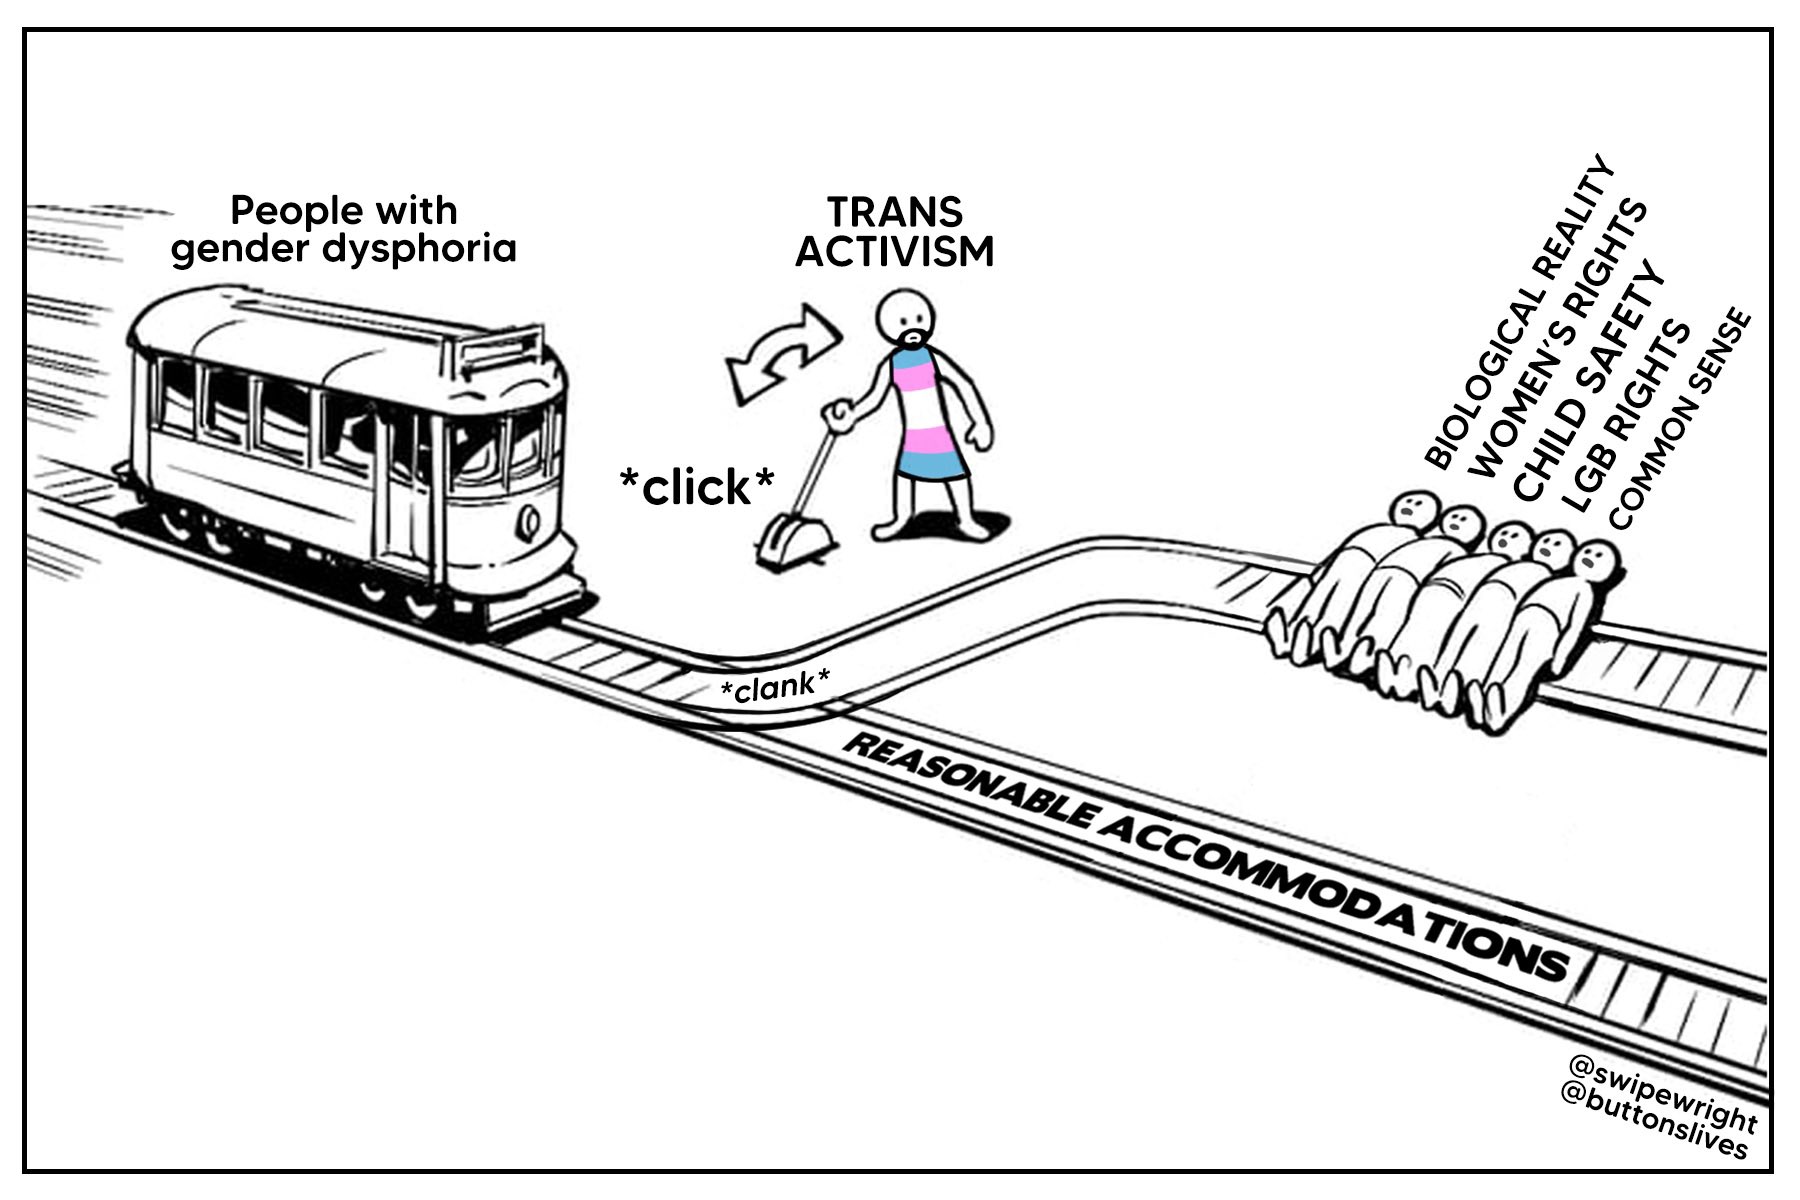 People with
gender dysphoria
TRANS
ACTIVISM
*click*
*clank*
BIOLOGICAL REALITY
WOMEN'S RIGHTS
CHILD SAFETY
LGB RIGHTS
COMMON SENSE
REASONABLE ACCOMMODATIONS
@swipewright
@buttonslives